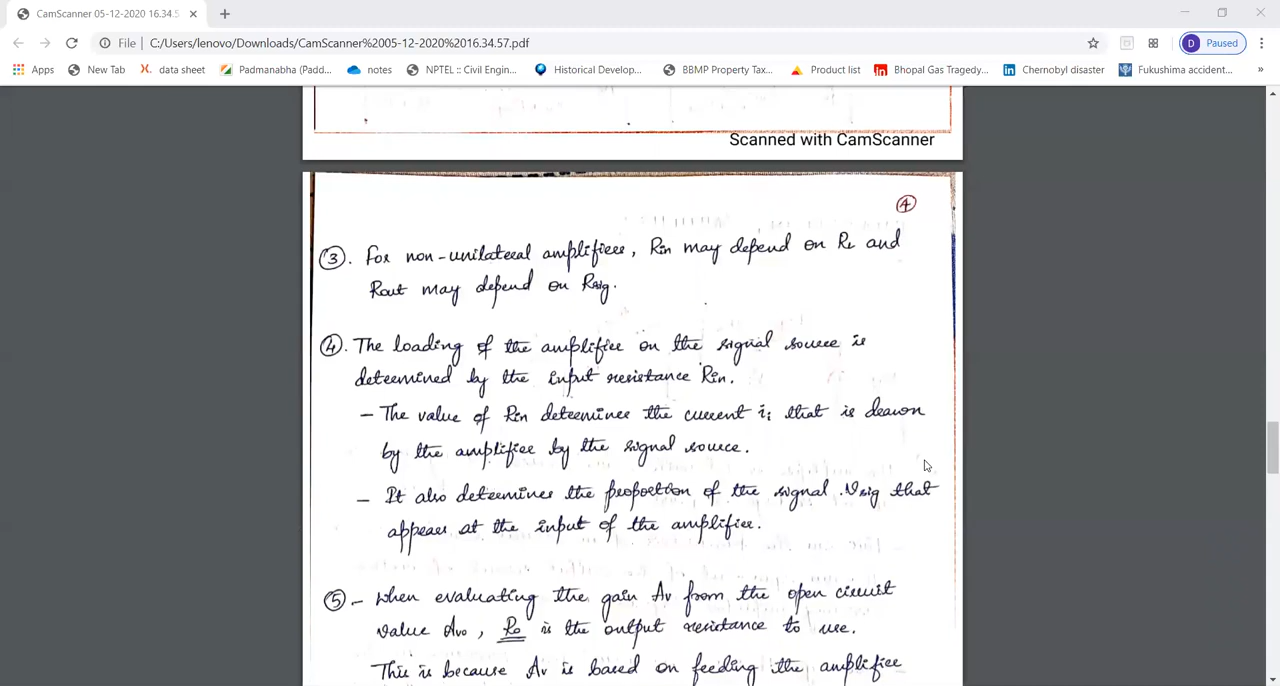 CamScanner 05-12-2020 16.34.5
File C:/Users/lenovo/Downloads/CamScanner%2005-12-2020%2016.34.57.pdf
D Paused
Apps New Tab data sheet Padmanabha (Padd... notes NPTEL :: Civil Engin... Historical Develop... BBMP Property Tax... Product list Bhopal Gas Tragedy... Chernobyl disaster Fukushima accident... »
Scanned with CamScanner
4
3. For non-unilateral amplifiers, Rin may depend on RL and
Rout may depend on Rsig.
4. The loading of the amplifier on the signal source is
determined by the input resistance Rin.
- The value of Rin determines the current ii that is drawn
by the amplifier by the signal source.
- It also determines the proportion of the signal vsig that
appears at the input of the amplifier.
5 - When evaluating the gain Av from the open circuit
value Avo, Ro is the output resistance to use.
This is because Av is based on feeding the amplifier